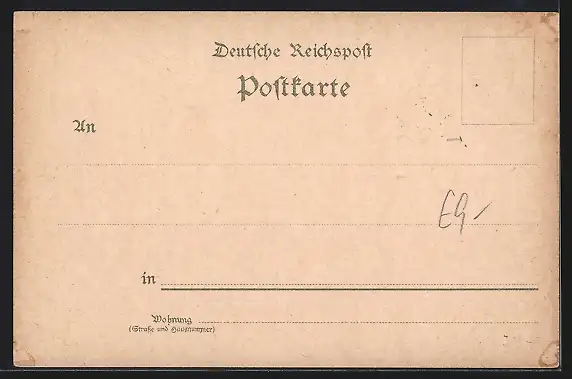 Deutsche Reichspost
Postkarte
An
in
Wohnung
(Straße und Hausnummer)